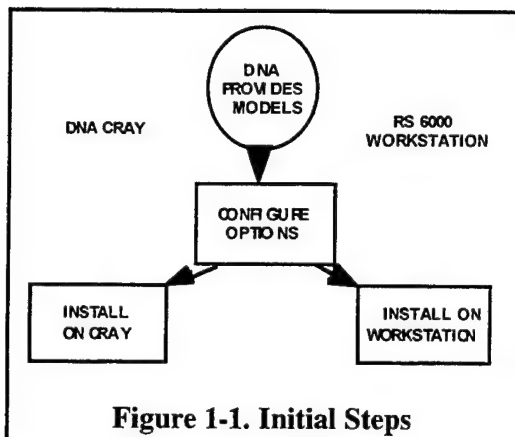 DNA
PROVIDES
MODELS
DNA CRAY
RS 6000
WORKSTATION
CONFIGURE
OPTIONS
INSTALL
ON CRAY
INSTALL ON
WORKSTATION
Figure 1-1. Initial Steps